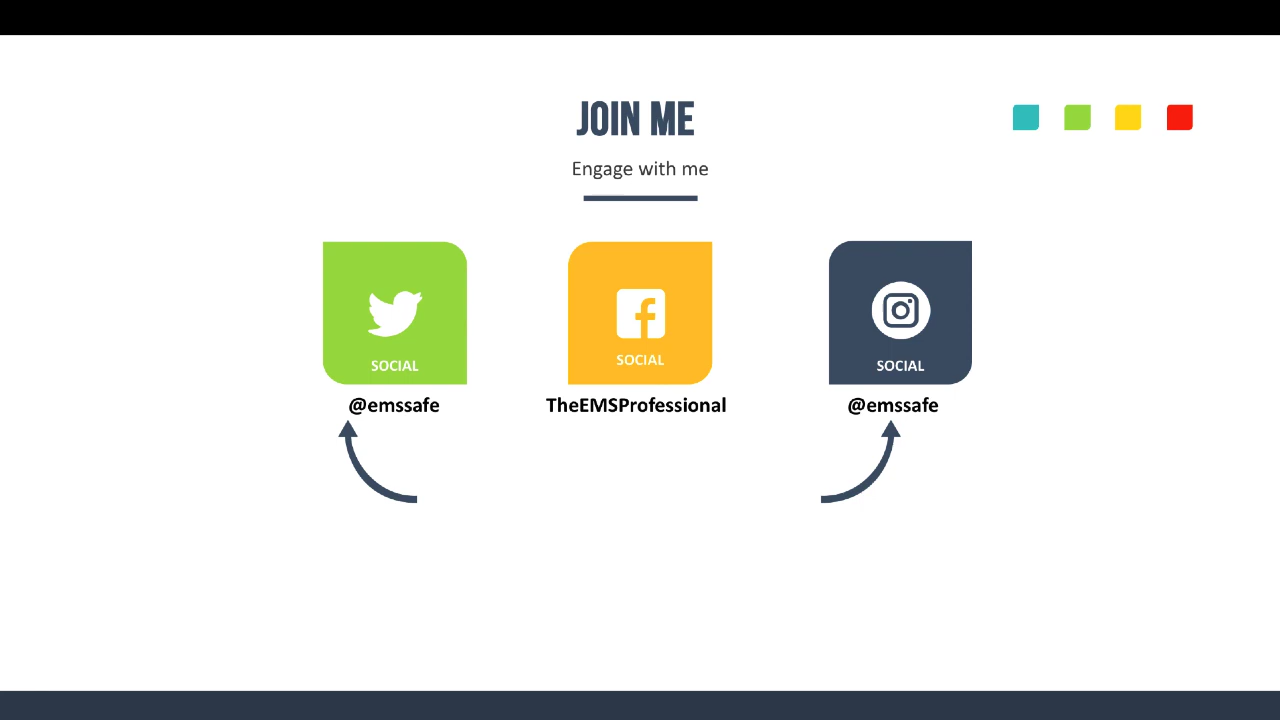 JOIN ME
Engage with me
SOCIAL
SOCIAL
SOCIAL
@emssafe
TheEMSProfessional
@emssafe